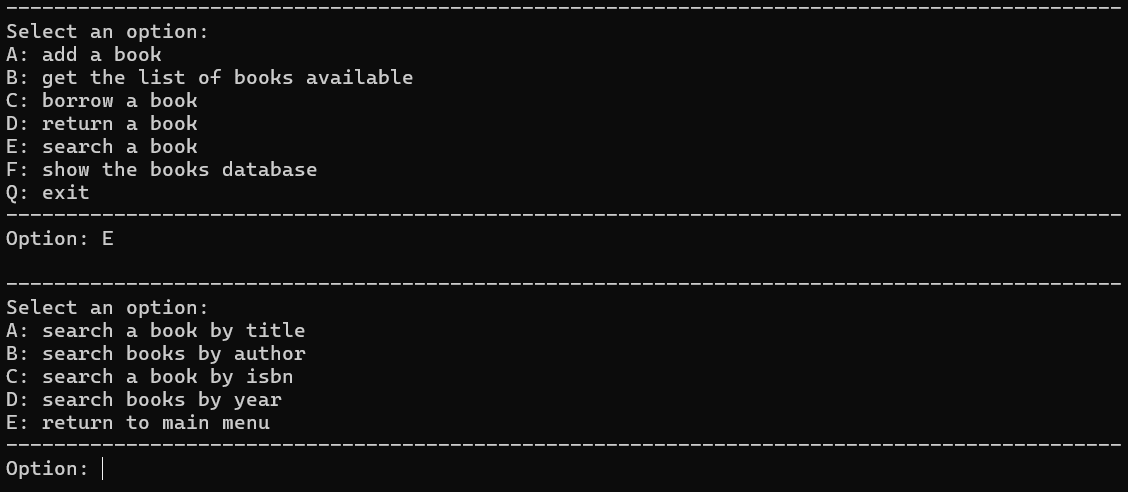 ---------------------------------------------------------------------------------------------
Select an option:
A: add a book
B: get the list of books available
C: borrow a book
D: return a book
E: search a book
F: show the books database
Q: exit
---------------------------------------------------------------------------------------------
Option: E
---------------------------------------------------------------------------------------------
Select an option:
A: search a book by title
B: search books by author
C: search a book by isbn
D: search books by year
E: return to main menu
---------------------------------------------------------------------------------------------
Option: